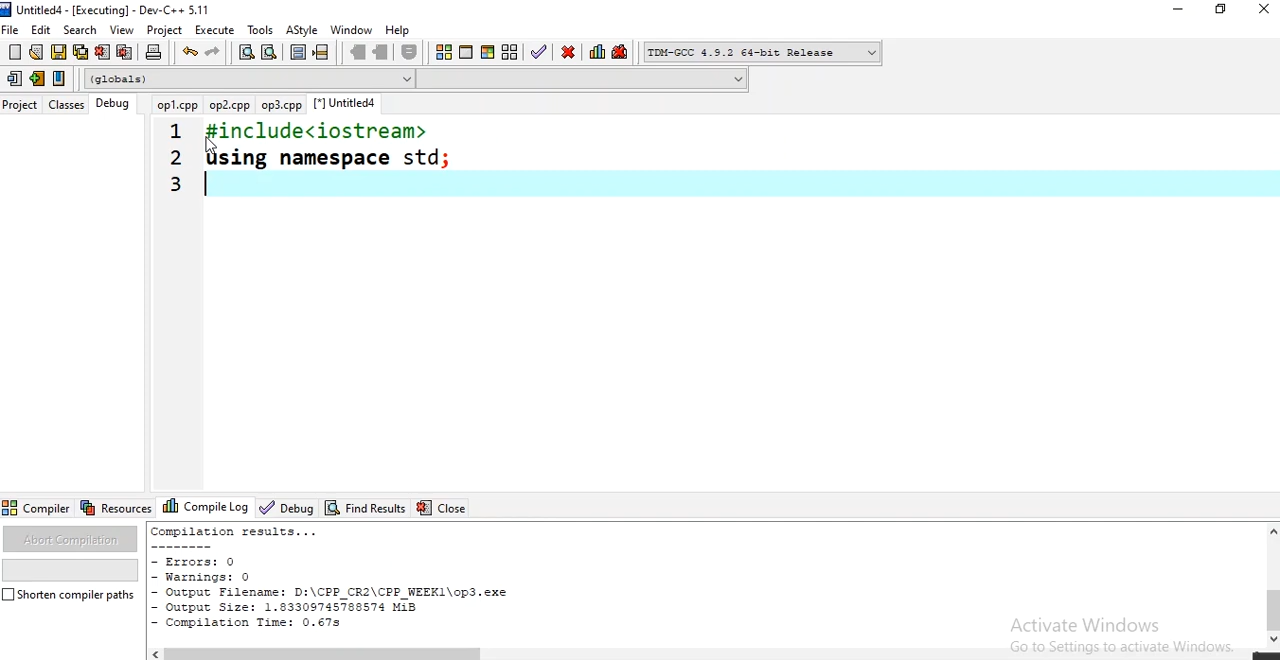 Untitled4 - [Executing] - Dev-C++ 5.11
File Edit Search View Project Execute Tools AStyle Window Help
TDM-GCC 4.9.2 64-bit Release
(globals)
Project Classes Debug
op1.cpp op2.cpp op3.cpp [*] Untitled4
1 #include<iostream>
2 using namespace std;
3
Compiler Resources Compile Log Debug Find Results Close
Abort Compilation
Shorten compiler paths
Compilation results...
--------
- Errors: 0
- Warnings: 0
- Output Filename: D:\CPP_CR2\CPP_WEEK1\op3.exe
- Output Size: 1.83309745788574 MiB
- Compilation Time: 0.67s
Activate Windows
Go to Settings to activate Windows.